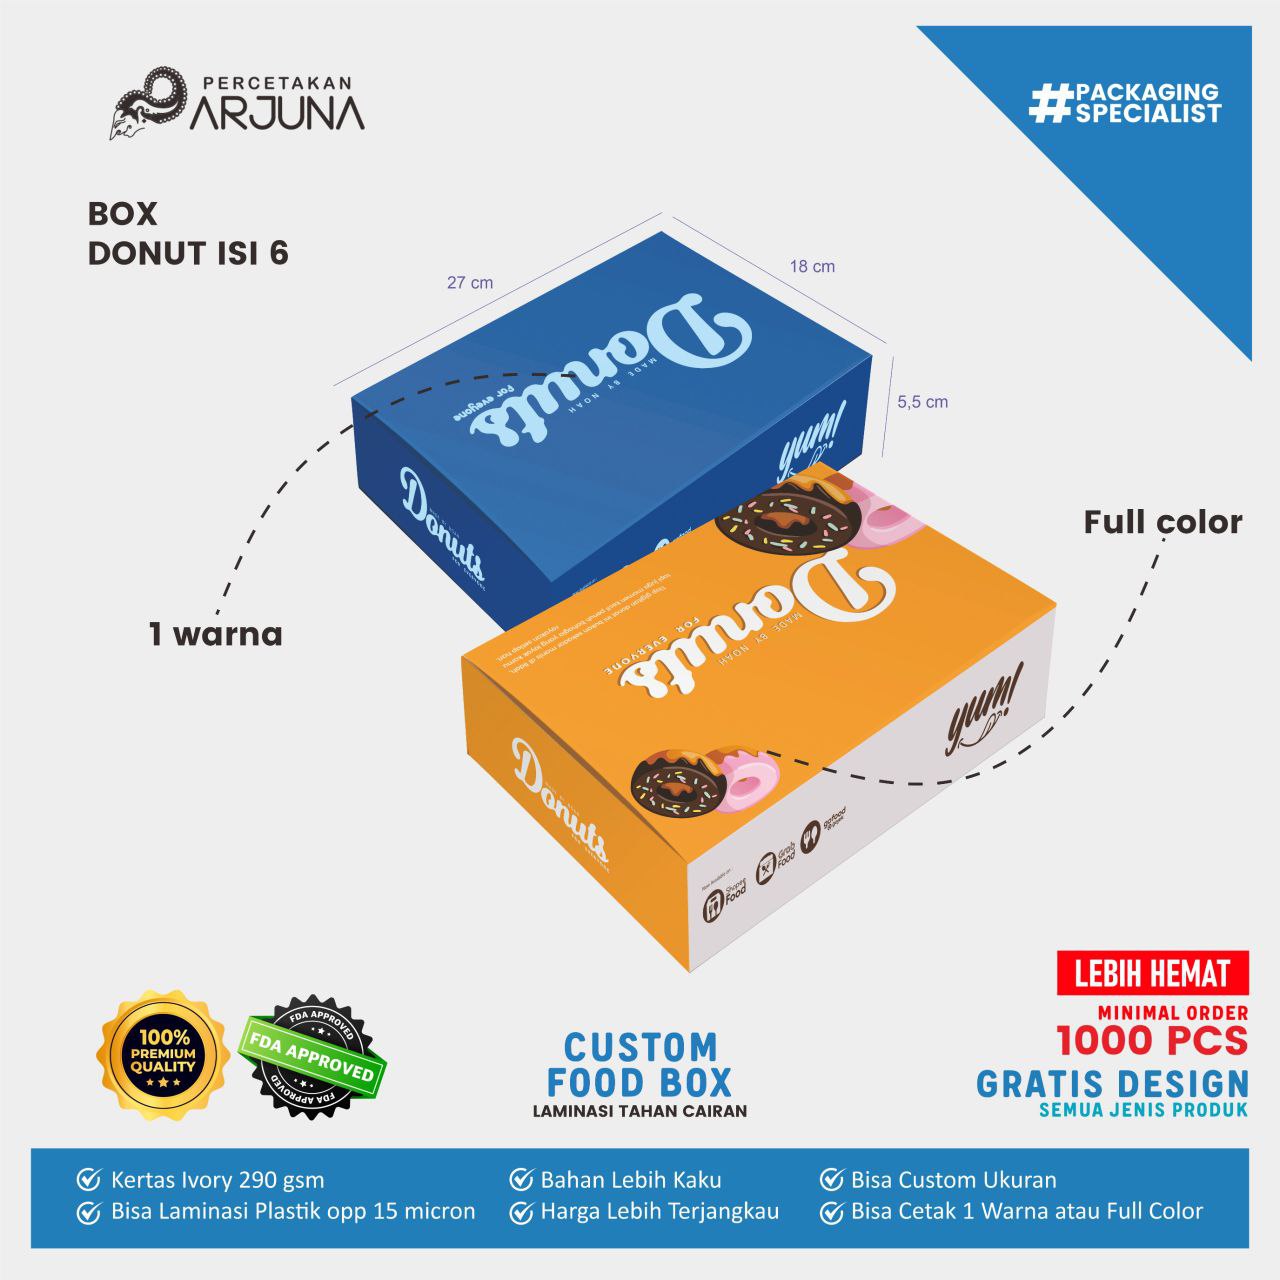 PERCETAKAN
ARJUNA
#PACKAGING
SPECIALIST
BOX
DONUT ISI 6
27 cm
18 cm
5,5 cm
Donuts
MADE BY NOAH
for everyone
yum!
Donuts
1 warna
Full color
Donuts
MADE BY NOAH
FOR EVERYONE
yum!
Donuts
Shopee
Food
Grab
Food
gofood
100%
PREMIUM
QUALITY
FDA APPROVED
FDA APPROVED
FDA APPROVED
CUSTOM
FOOD BOX
LAMINASI TAHAN CAIRAN
LEBIH HEMAT
MINIMAL ORDER
1000 PCS
GRATIS DESIGN
SEMUA JENIS PRODUK
Kertas Ivory 290 gsm
Bisa Laminasi Plastik opp 15 micron
Bahan Lebih Kaku
Harga Lebih Terjangkau
Bisa Custom Ukuran
Bisa Cetak 1 Warna atau Full Color